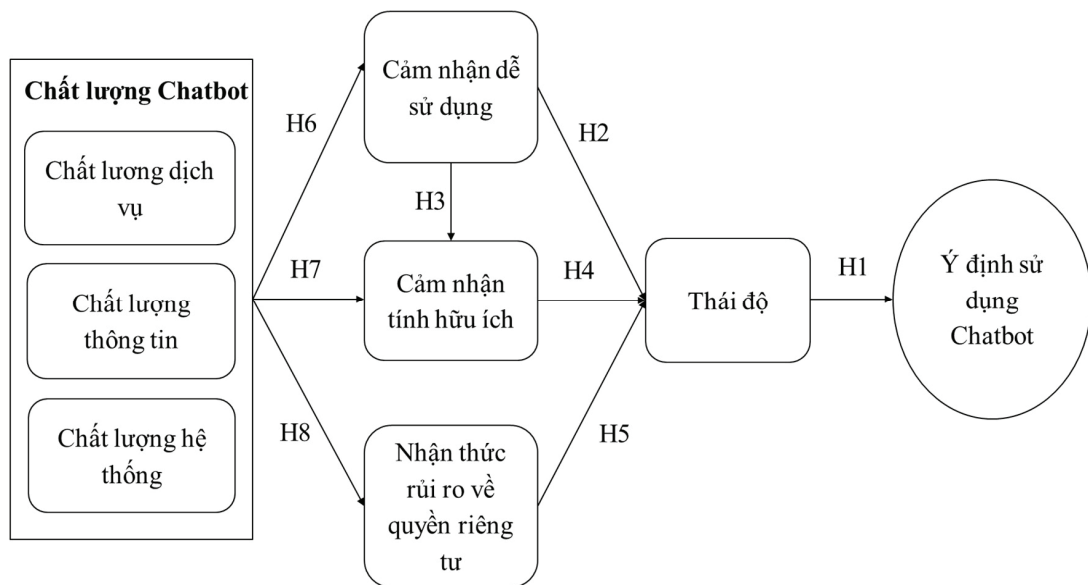 Chất lượng Chatbot
Chất lương dịch
vụ
Chất lượng
thông tin
Chất lượng hệ
thống
H6
H7
H8
Cảm nhận dễ
sử dụng
H3
Cảm nhận
tính hữu ích
Nhận thức
rủi ro về
quyền riêng
tư
H2
H4
H5
Thái độ
H1
Ý định sử
dụng
Chatbot